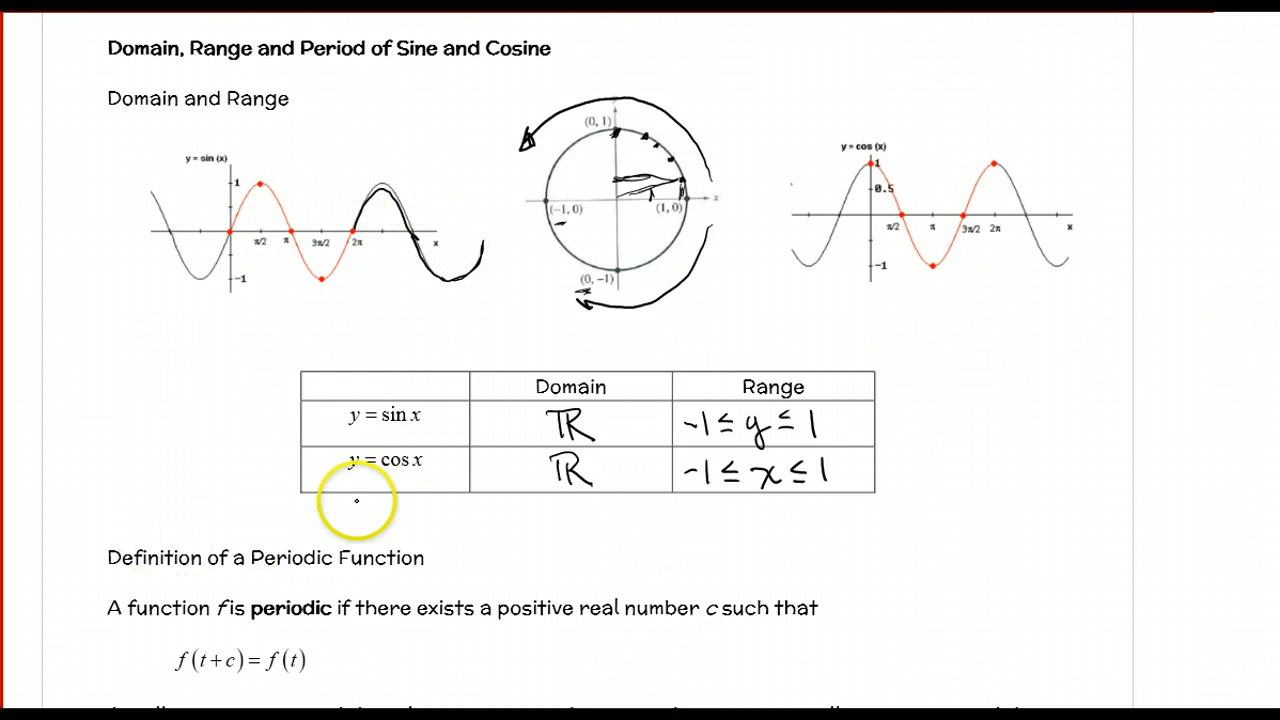 Domain, Range and Period of Sine and Cosine
Domain and Range
y = sin (x)
1
π/2 π 3π/2 2π x
−1
(0, 1)
x
(−1, 0) (1, 0)
(0, −1)
y = cos (x)
1
0.5
π/2 π 3π/2 2π x
−1
Domain Range
y = sin x ℝ -1 ≤ y ≤ 1
y = cos x ℝ -1 ≤ x ≤ 1
Definition of a Periodic Function
A function f is periodic if there exists a positive real number c such that
f(t+c) = f(t)